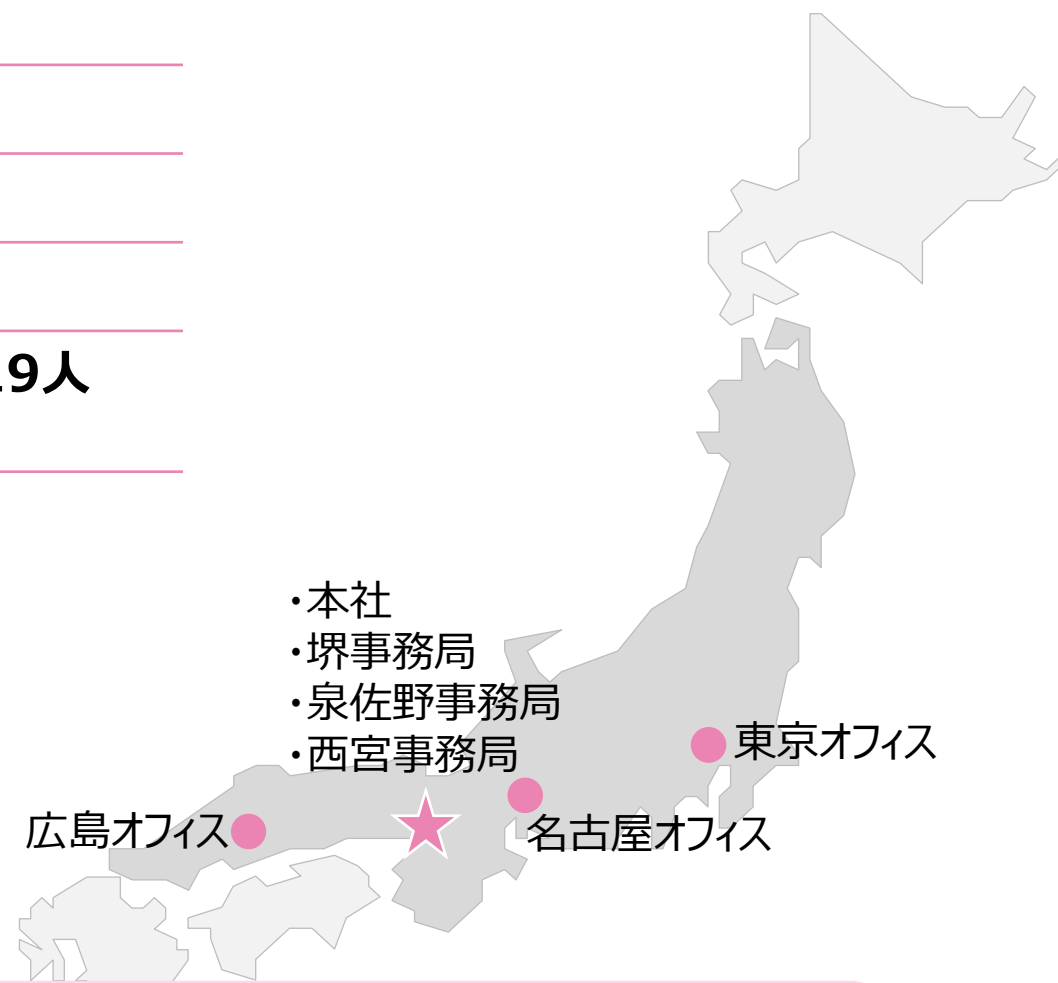 9人
・本社
・堺事務局
・泉佐野事務局
・西宮事務局
東京オフィス
名古屋オフィス
広島オフィス